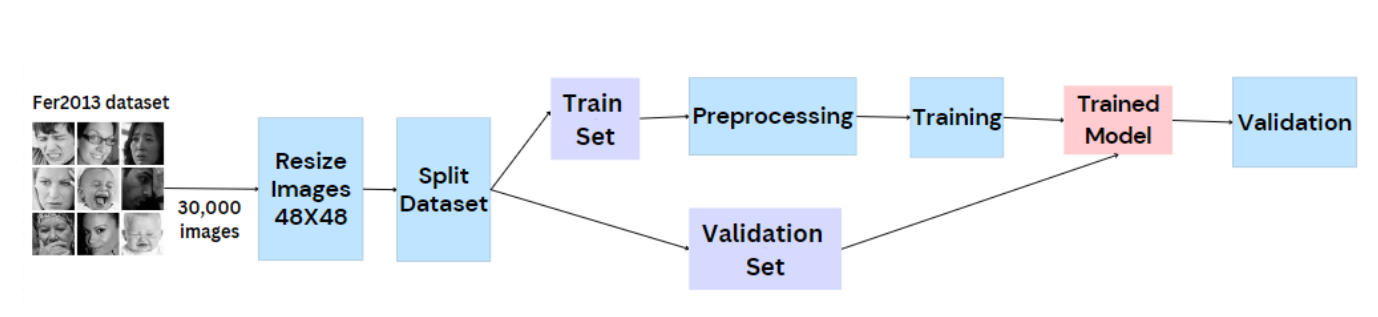 Fer2013 dataset
30,000
images
Resize
Images
48X48
Split
Dataset
Train
Set
Preprocessing
Training
Trained
Model
Validation
Validation
Set